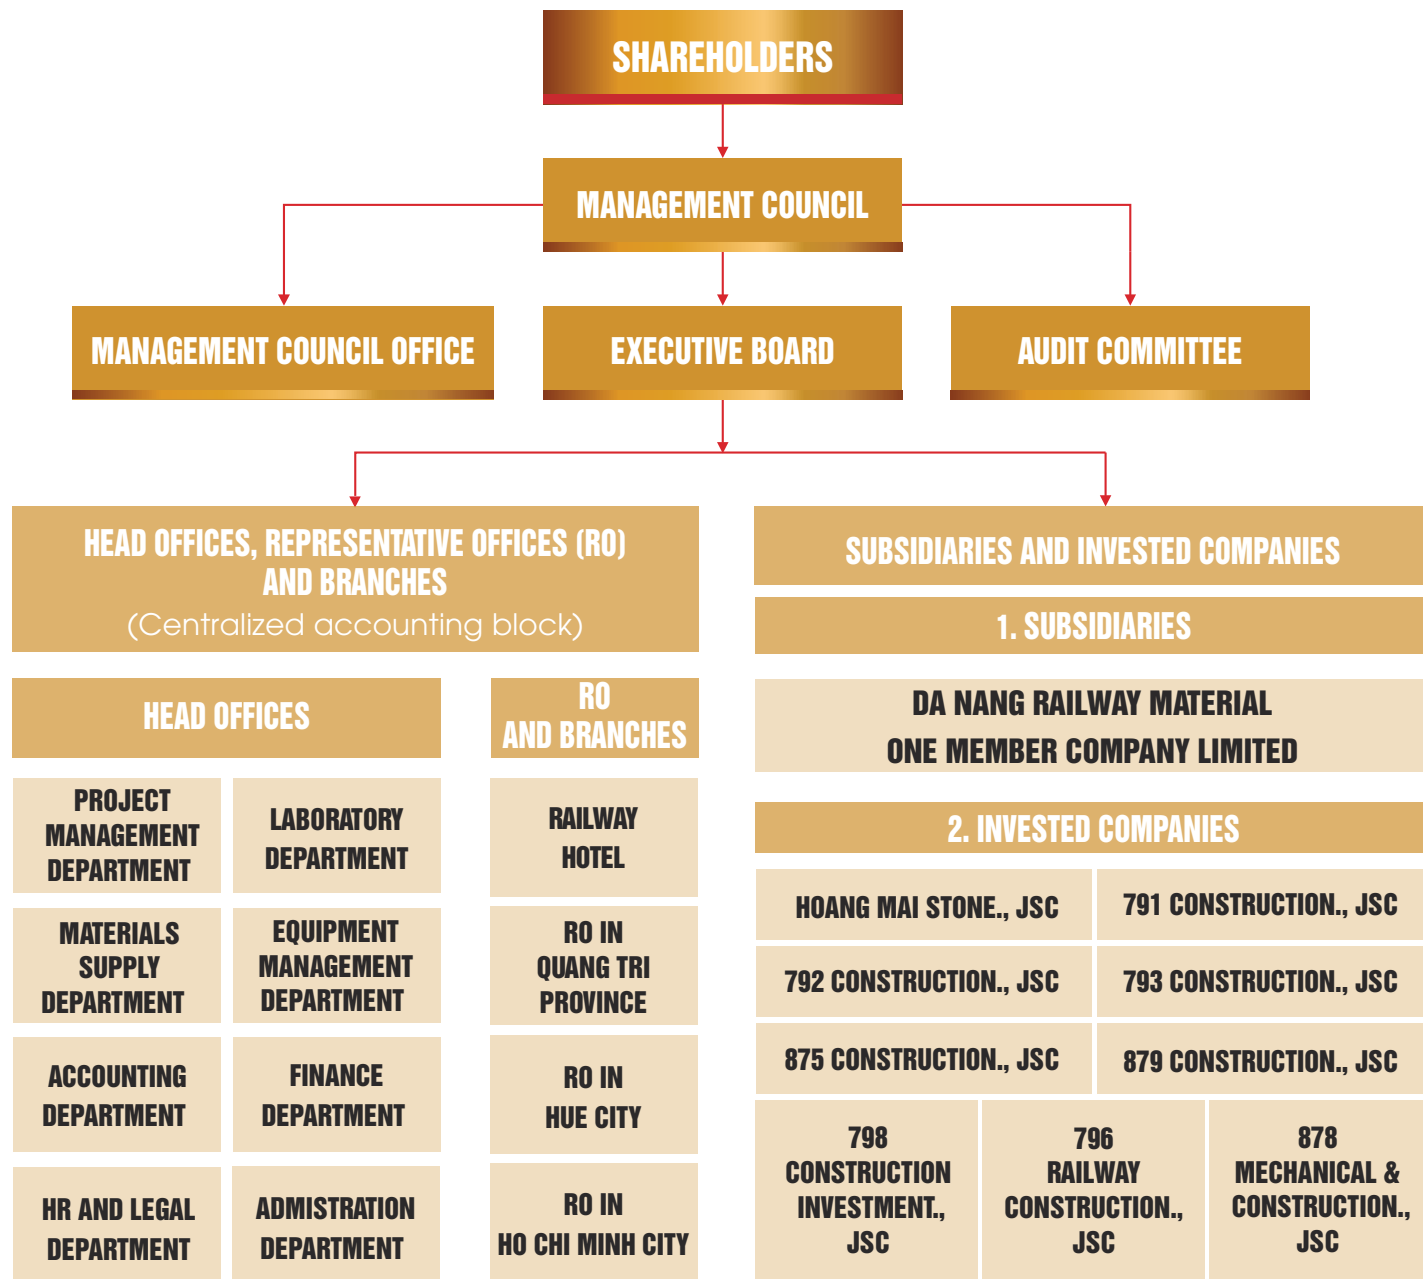 SHAREHOLDERS
MANAGEMENT COUNCIL
MANAGEMENT COUNCIL OFFICE
EXECUTIVE BOARD
AUDIT COMMITTEE
HEAD OFFICES, REPRESENTATIVE OFFICES (RO)
AND BRANCHES
(Centralized accounting block)
HEAD OFFICES
PROJECT
MANAGEMENT
DEPARTMENT
LABORATORY
DEPARTMENT
MATERIALS
SUPPLY
DEPARTMENT
EQUIPMENT
MANAGEMENT
DEPARTMENT
ACCOUNTING
DEPARTMENT
FINANCE
DEPARTMENT
HR AND LEGAL
DEPARTMENT
ADMISTRATION
DEPARTMENT
RO
AND BRANCHES
RAILWAY
HOTEL
RO IN
QUANG TRI
PROVINCE
RO IN
HUE CITY
RO IN
HO CHI MINH CITY
SUBSIDIARIES AND INVESTED COMPANIES
1. SUBSIDIARIES
DA NANG RAILWAY MATERIAL
ONE MEMBER COMPANY LIMITED
2. INVESTED COMPANIES
HOANG MAI STONE., JSC
791 CONSTRUCTION., JSC
792 CONSTRUCTION., JSC
793 CONSTRUCTION., JSC
875 CONSTRUCTION., JSC
879 CONSTRUCTION., JSC
798
CONSTRUCTION
INVESTMENT.,
JSC
796
RAILWAY
CONSTRUCTION.,
JSC
878
MECHANICAL &
CONSTRUCTION.,
JSC